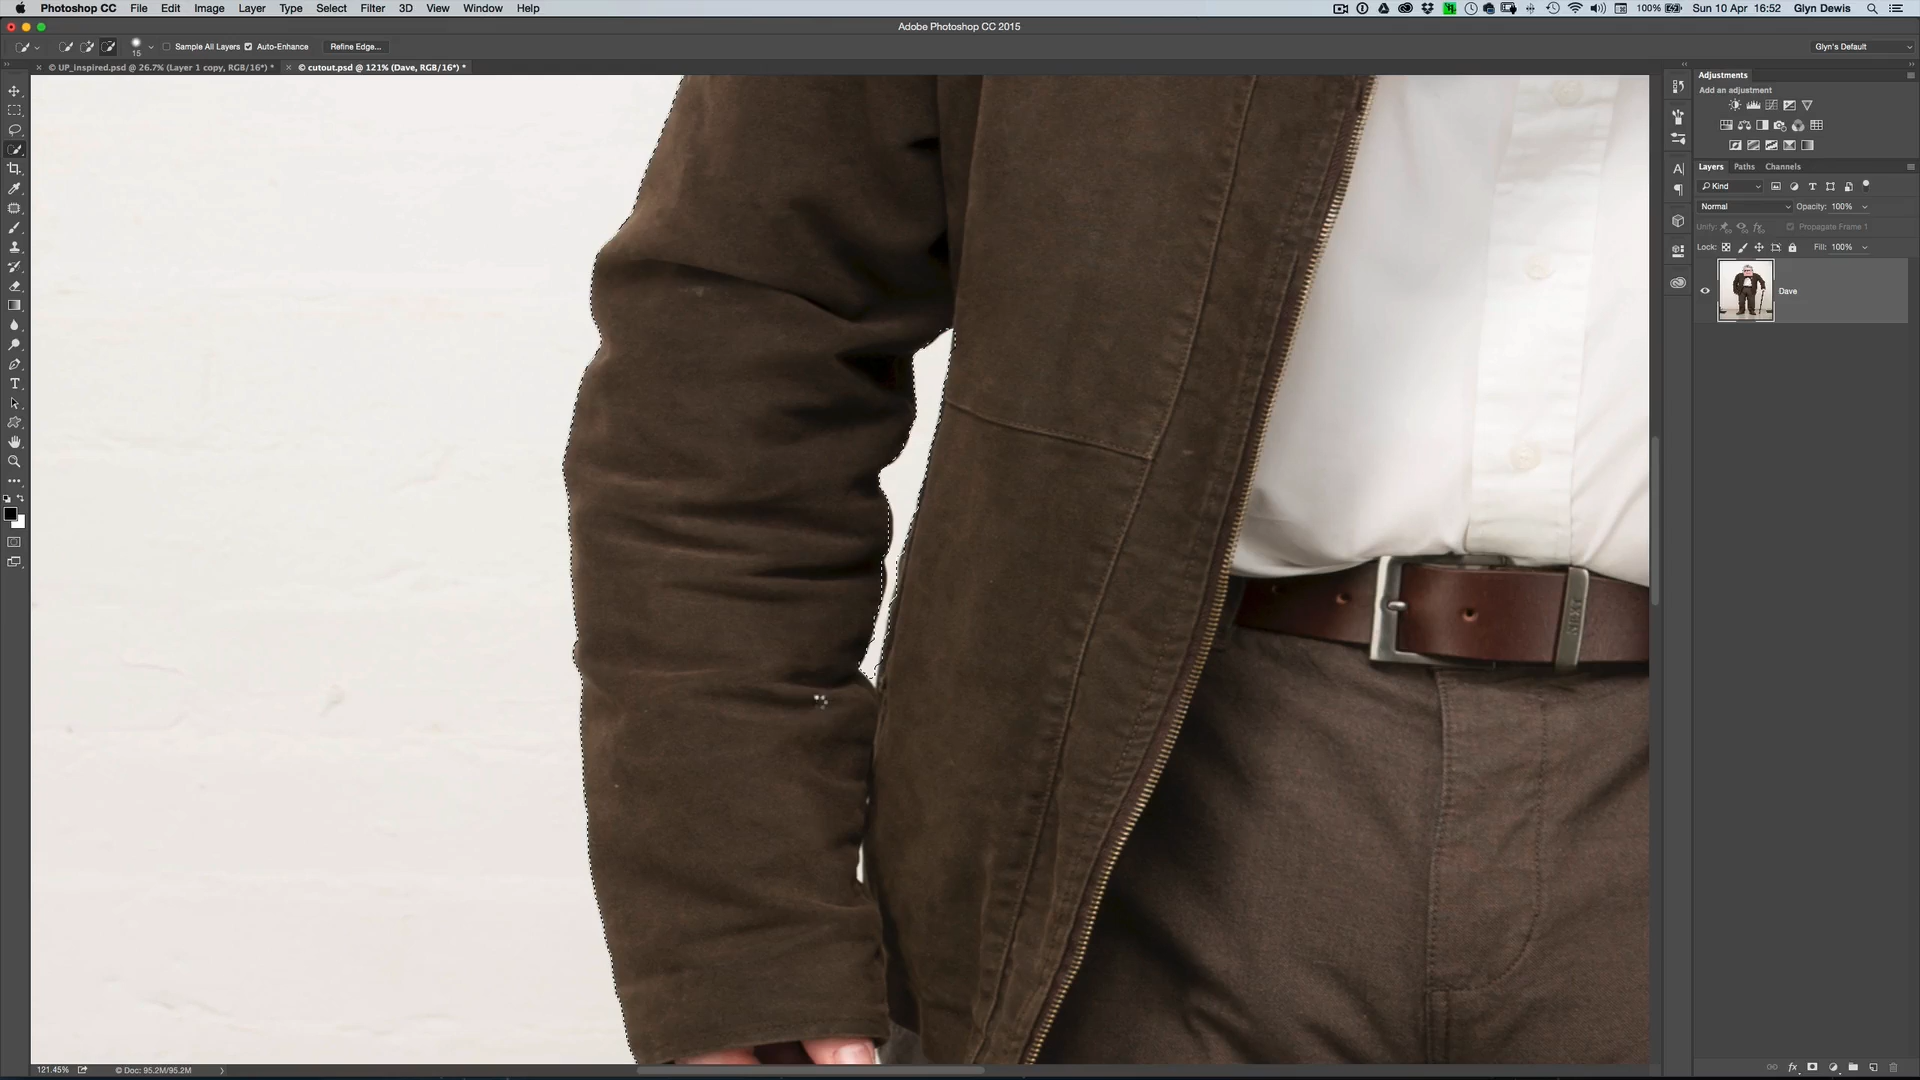 Photoshop CC File Edit Image Layer Type Select Filter 3D View Window Help 100% Sun 10 Apr 16:52 Glyn Dewis
Adobe Photoshop CC 2015
15 Sample All Layers Auto-Enhance Refine Edge... Glyn's Default
© UP_Inspired.psd @ 26.7% (Layer 1 copy, RGB/16*) *
© cutout.psd @ 121% (Dave, RGB/16*) *
Adjustments
Add an adjustment
Layers Paths Channels
Kind
Normal Opacity: 100%
Unify: Propagate Frame 1
Lock: Fill: 100%
Dave
NEXT
121.45% © Doc: 95.2M/95.2M